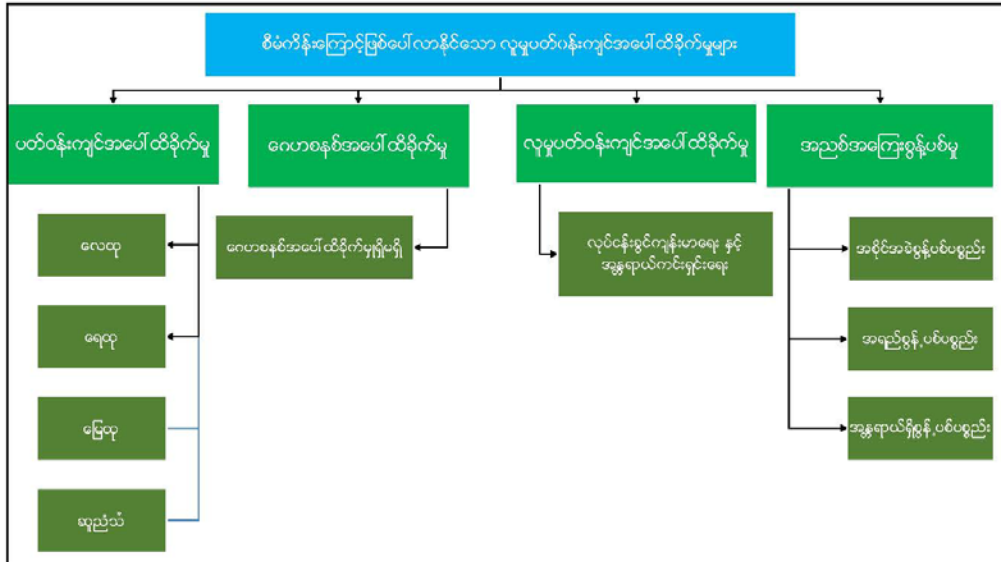 စီမံကိန်းကြောင့်ဖြစ်ပေါ်လာနိုင်သော လူမှုပတ်ဝန်းကျင်အပေါ်ထိခိုက်မှုများ
ပတ်ဝန်းကျင်အပေါ်ထိခိုက်မှု
ဂေဟစနစ်အပေါ်ထိခိုက်မှု
လူမှုပတ်ဝန်းကျင်အပေါ်ထိခိုက်မှု
အညစ်အကြေးစွန့်ပစ်မှု
လေထု
ရေထု
မြေထု
ဆူညံသံ
ဂေဟစနစ်အပေါ်ထိခိုက်မှုရှိမရှိ
လုပ်ငန်းခွင်ကျန်းမာရေး နှင့်
အန္တရာယ်ကင်းရှင်းရေး
အစိုင်အခဲစွန့်ပစ်ပစ္စည်း
အရည်စွန့်ပစ်ပစ္စည်း
အန္တရာယ်ရှိစွန့်ပစ်ပစ္စည်း